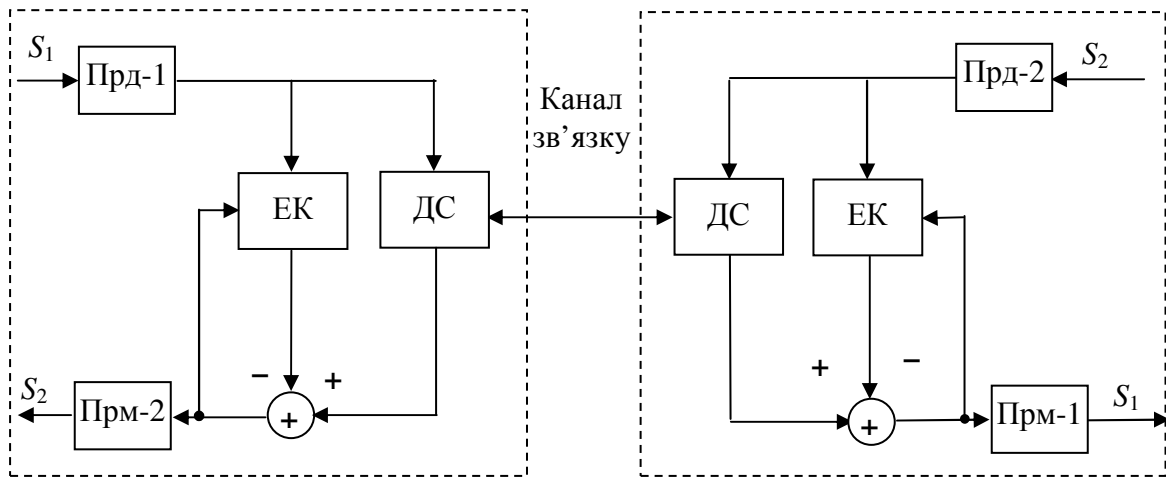 S1
Прд-1
Канал
зв’язку
Прд-2
S2
ЕК
ДС
ДС
ЕК
−
+
+
−
S2
Прм-2
+
+
Прм-1
S1